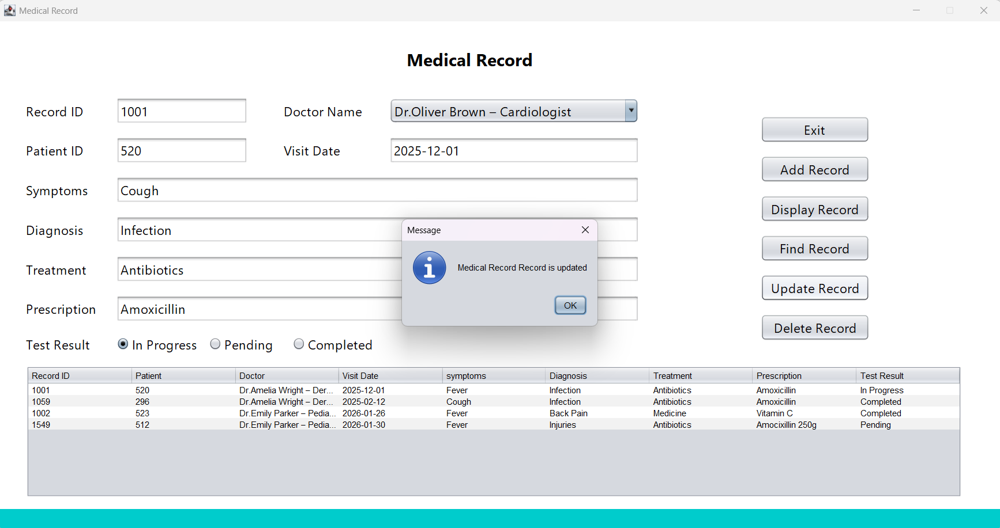 Medical Record
Medical Record
Record ID 1001 Doctor Name Dr.Oliver Brown – Cardiologist
Exit
Patient ID 520 Visit Date 2025-12-01
Add Record
Symptoms Cough
Display Record
Diagnosis Infection
Message
Find Record
Treatment Antibiotics
Medical Record Record is updated
Update Record
Prescription Amoxicillin
OK
Delete Record
Test Result In Progress Pending Completed
Record ID Patient Doctor Visit Date symptoms Diagnosis Treatment Prescription Test Result
1001 520 Dr.Amelia Wright – Der... 2025-12-01 Fever Infection Antibiotics Amoxicillin In Progress
1059 296 Dr.Amelia Wright – Der... 2025-02-12 Cough Infection Antibiotics Amoxicillin Completed
1002 523 Dr.Emily Parker – Pedia... 2026-01-26 Fever Back Pain Medicine Vitamin C Completed
1549 512 Dr.Emily Parker – Pedia... 2026-01-30 Fever Injuries Antibiotics Amocixillin 250g Pending